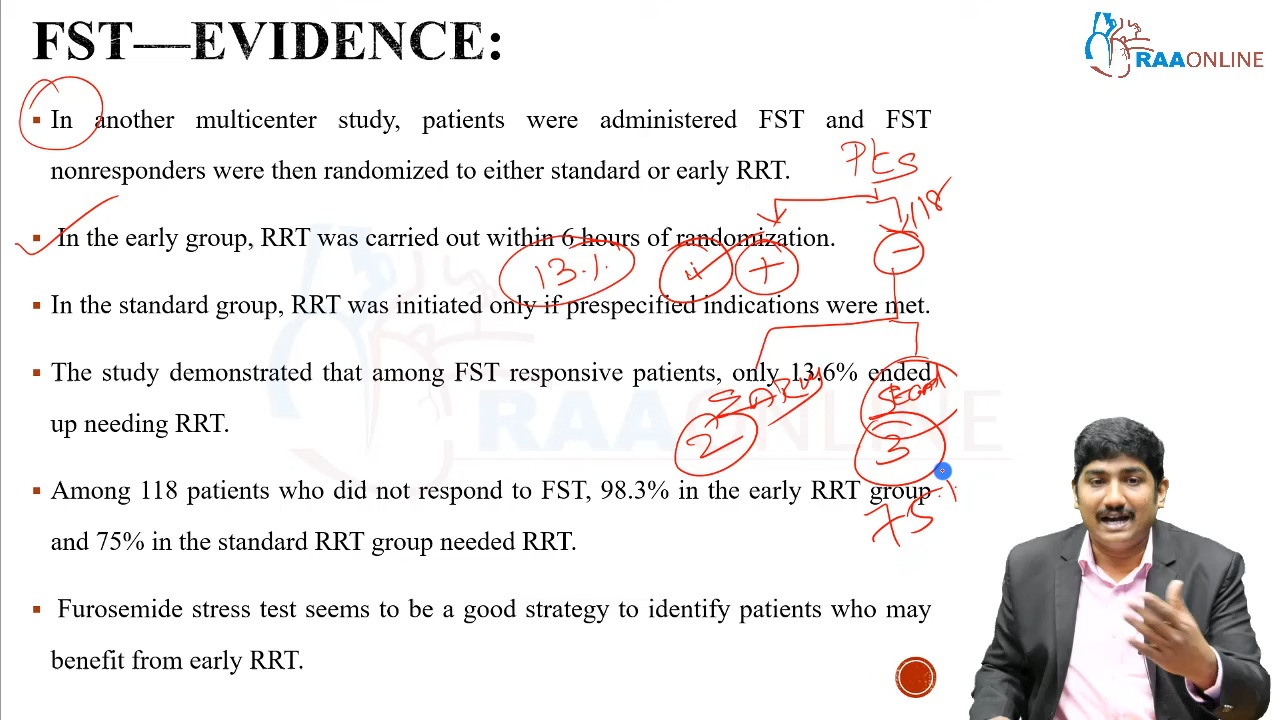 FST—EVIDENCE:
RAAONLINE
In another multicenter study, patients were administered FST and FST
nonresponders were then randomized to either standard or early RRT.
Pts
118
In the early group, RRT was carried out within 6 hours of randomization.
13%
+
−
In the standard group, RRT was initiated only if prespecified indications were met.
The study demonstrated that among FST responsive patients, only 13.6% ended
up needing RRT.
2
3
Among 118 patients who did not respond to FST, 98.3% in the early RRT group
75%
and 75% in the standard RRT group needed RRT.
Furosemide stress test seems to be a good strategy to identify patients who may
benefit from early RRT.
RAAONLINE